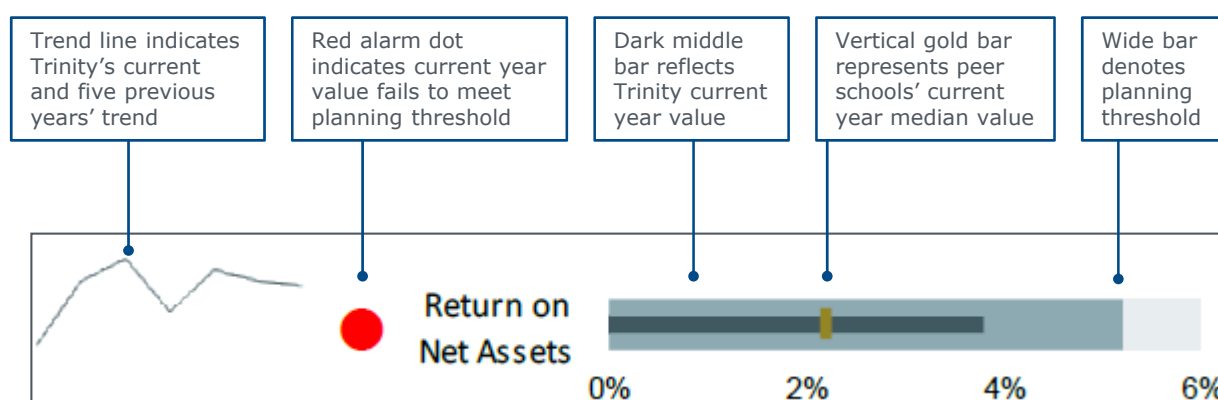 Trend line indicates
Trinity’s current
and five previous
years’ trend
Red alarm dot
indicates current year
value fails to meet
planning threshold
Dark middle
bar reflects
Trinity current
year value
Vertical gold bar
represents peer
schools’ current
year median value
Wide bar
denotes
planning
threshold
Return on
Net Assets
0% 2% 4% 6%